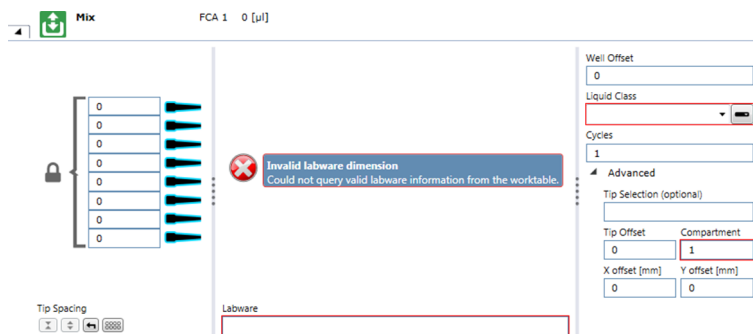 Mix FCA 1 0 [µl]
0
0
0
0
0
0
0
0
Tip Spacing
Invalid labware dimension
Could not query valid labware information from the worktable.
Labware
Well Offset
0
Liquid Class
Cycles
1
Advanced
Tip Selection (optional)
Tip Offset Compartment
0 1
X offset [mm] Y offset [mm]
0 0